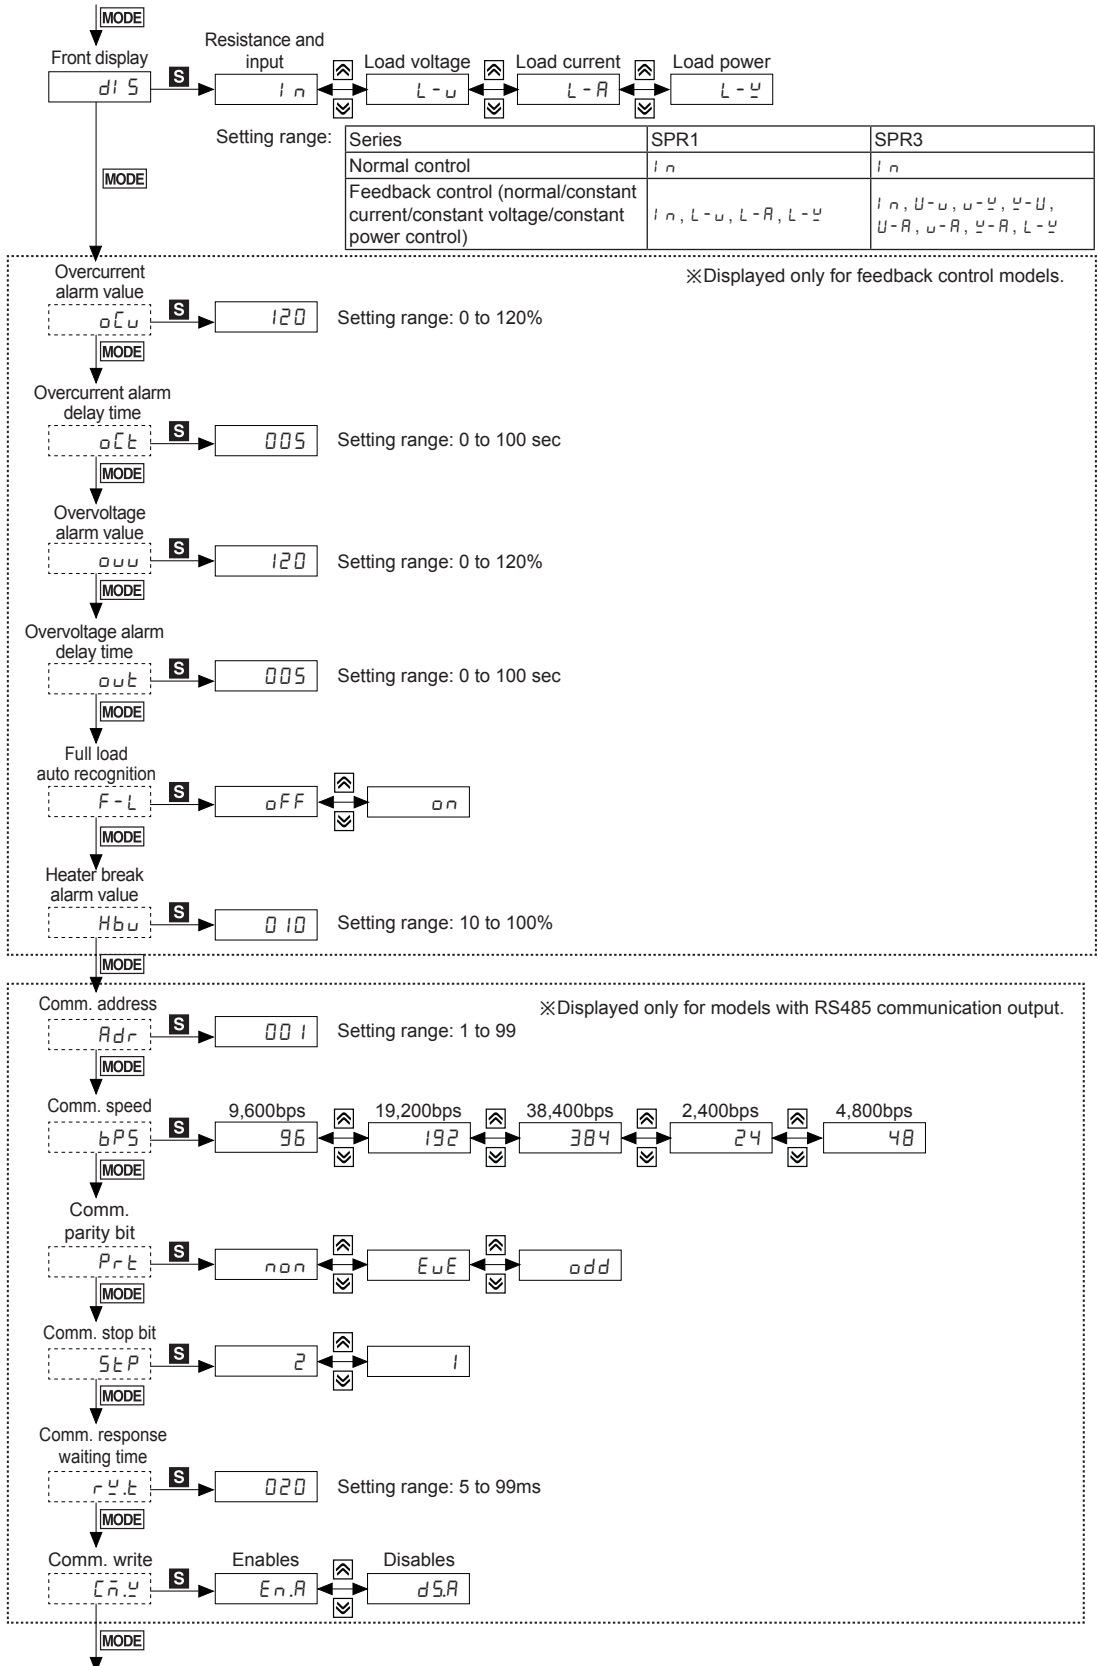 MODE
Front display
dI S
S
Resistance and
input
I n
Load voltage
L - u
Load current
L - A
Load power
L - Y
Setting range:
Series SPR1 SPR3
Normal control I n I n
Feedback control (normal/constant
current/constant voltage/constant
power control)
I n, L - u, L - A, L - Y
I n, U - u, u - Y, Y - U,
U - A, u - A, Y - A, L - Y
MODE
※Displayed only for feedback control models.
Overcurrent
alarm value
oCu S 120 Setting range: 0 to 120%
MODE
Overcurrent alarm
delay time
oCt S 005 Setting range: 0 to 100 sec
MODE
Overvoltage
alarm value
ouu S 120 Setting range: 0 to 120%
MODE
Overvoltage alarm
delay time
out S 005 Setting range: 0 to 100 sec
MODE
Full load
auto recognition
F - L S oFF on
MODE
Heater break
alarm value
Hbu S 010 Setting range: 10 to 100%
MODE
※Displayed only for models with RS485 communication output.
Comm. address
Adr S 001 Setting range: 1 to 99
MODE
Comm. speed 9,600bps 19,200bps 38,400bps 2,400bps 4,800bps
bPS S 96 192 384 24 48
MODE
Comm.
parity bit
Prt S non EuE odd
MODE
Comm. stop bit
StP S 2 1
MODE
Comm. response
waiting time
rY.t S 020 Setting range: 5 to 99ms
MODE
Comm. write Enables Disables
Cm.Y S En.A dS.A
MODE